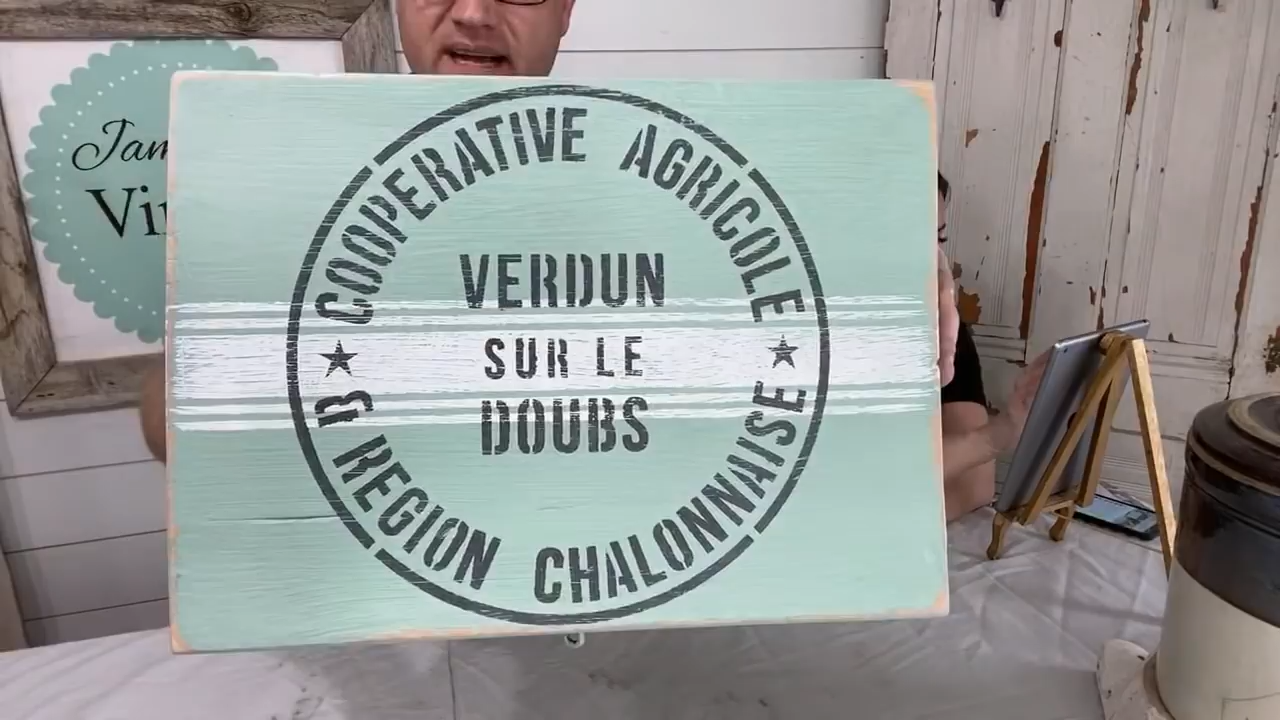 COOPERATIVE AGRICOLE
VERDUN
SUR LE
DOUBS
B REGION CHALONNAISE